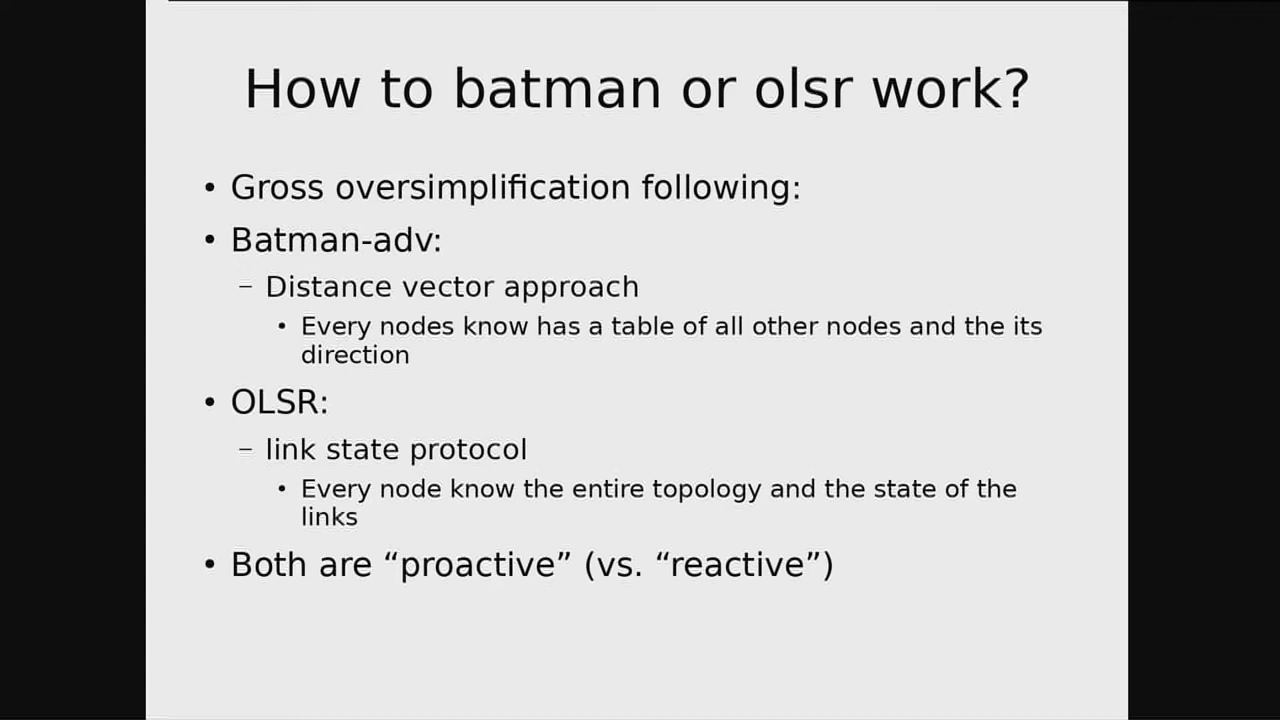 How to batman or olsr work?
• Gross oversimplification following:
• Batman-adv:
– Distance vector approach
• Every nodes know has a table of all other nodes and the its
direction
• OLSR:
– link state protocol
• Every node know the entire topology and the state of the
links
• Both are “proactive” (vs. “reactive”)